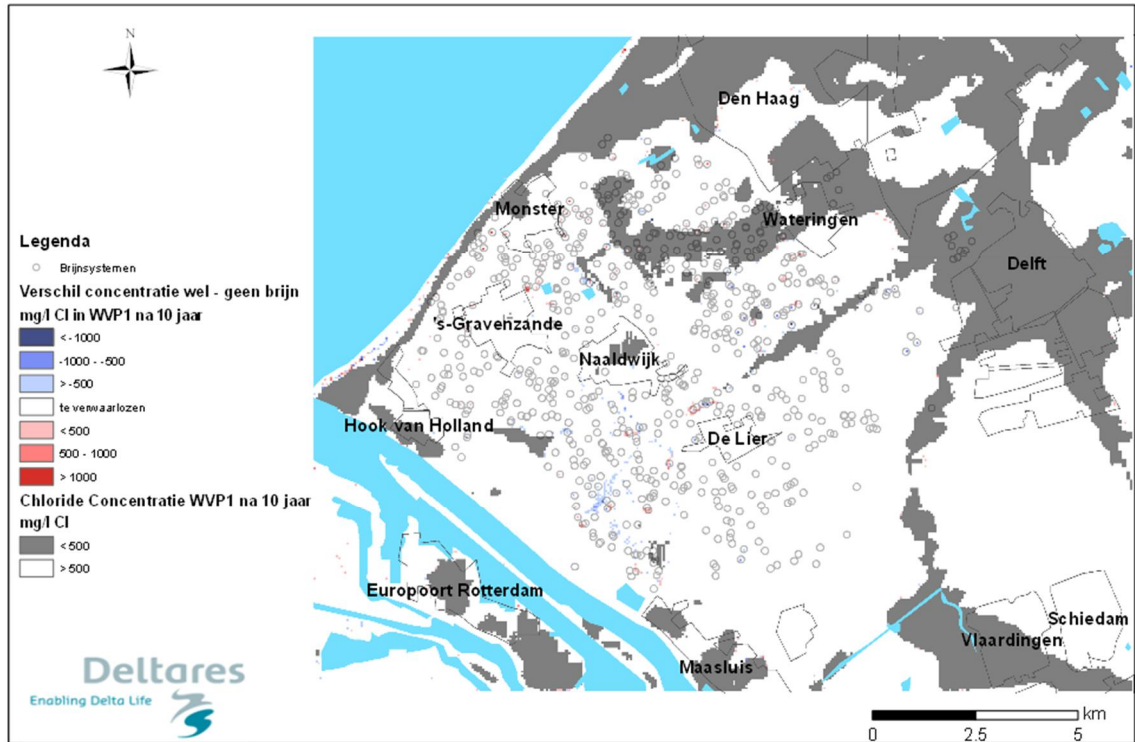 N
Den Haag
Monster
Wateringen
Delft
's-Gravenzande
Naaldwijk
Hook van Holland
De Lier
Europoort Rotterdam
Maasluis
Vlaardingen
Schiedam
Legenda
Brijnsystemen
Verschil concentratie wel - geen brijn
mg/l Cl in WVP1 na 10 jaar
<-1000
-1000 - -500
>-500
te verwaarlozen
<500
500 - 1000
> 1000
Chloride Concentratie WVP1 na 10 jaar
mg/l Cl
<500
>500
Deltares
Enabling Delta Life
km
0 2.5 5